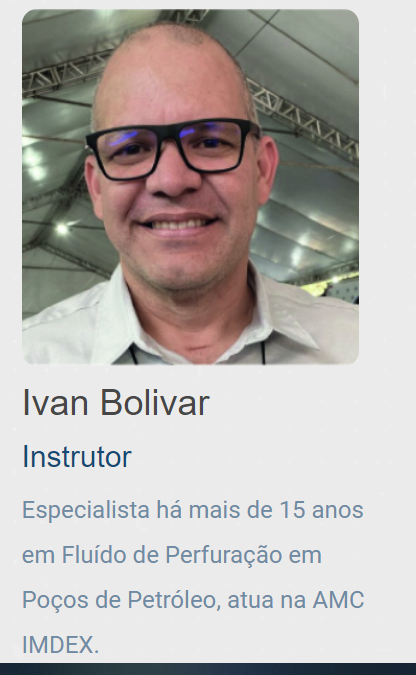 Ivan Bolivar
Instrutor
Especialista há mais de 15 anos
em Fluído de Perfuração em
Poços de Petróleo, atua na AMC
IMDEX.